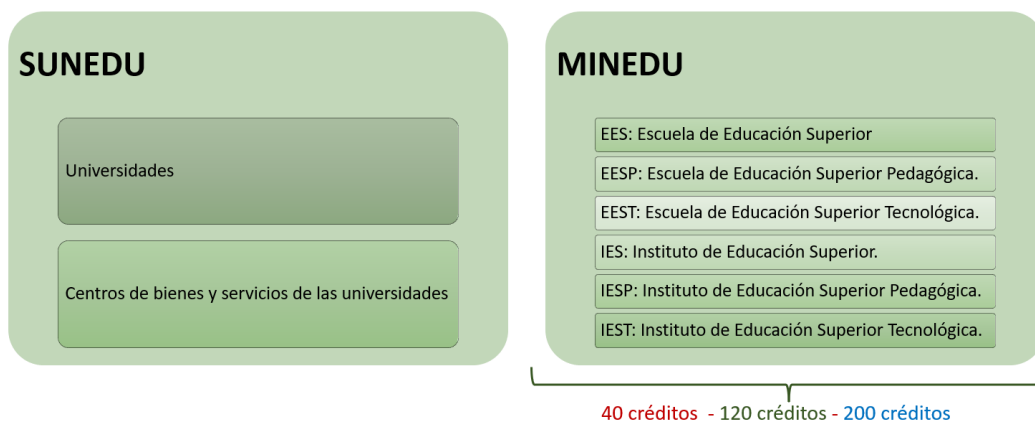 SUNEDU
Universidades
Centros de bienes y servicios de las universidades
MINEDU
EES: Escuela de Educación Superior
EESP: Escuela de Educación Superior Pedagógica.
EEST: Escuela de Educación Superior Tecnológica.
IES: Instituto de Educación Superior.
IESP: Instituto de Educación Superior Pedagógica.
IEST: Instituto de Educación Superior Tecnológica.
40 créditos - 120 créditos - 200 créditos